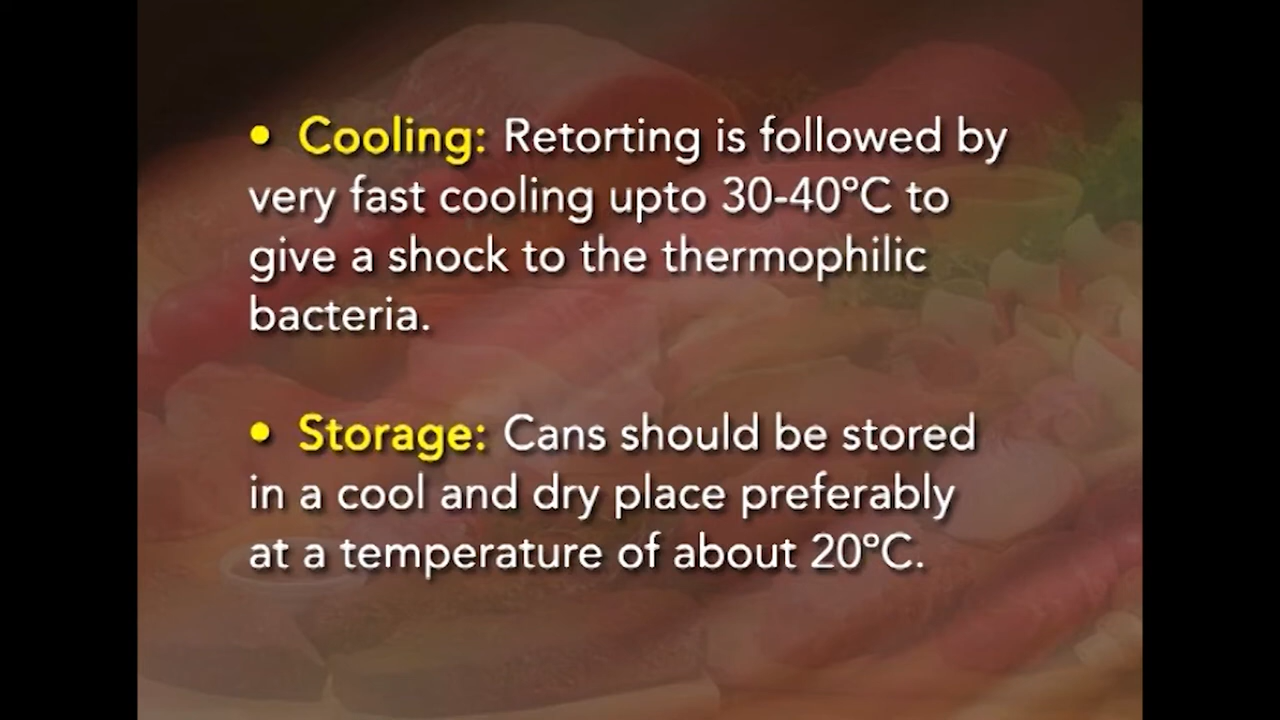 • Cooling: Retorting is followed by
very fast cooling upto 30-40°C to
give a shock to the thermophilic
bacteria.
• Storage: Cans should be stored
in a cool and dry place preferably
at a temperature of about 20°C.